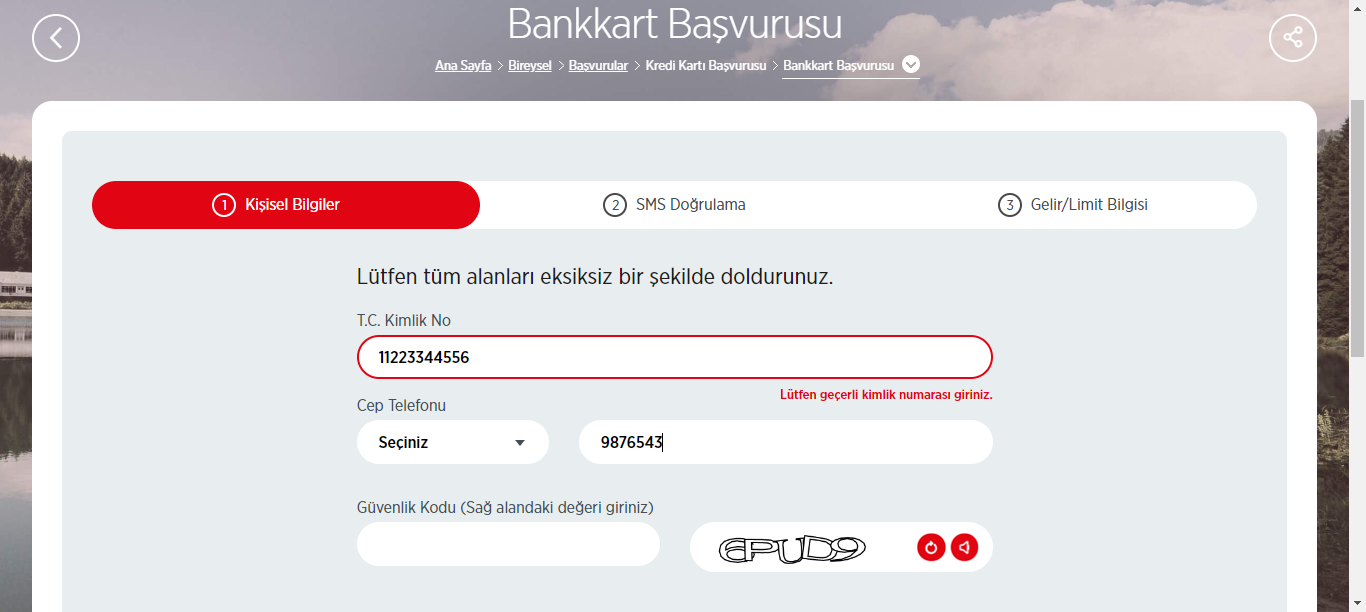 Bankkart Başvurusu
Ana Sayfa > Bireysel > Başvurular > Kredi Kartı Başvurusu > Bankkart Başvurusu
1 Kişisel Bilgiler
2 SMS Doğrulama
3 Gelir/Limit Bilgisi
Lütfen tüm alanları eksiksiz bir şekilde doldurunuz.
T.C. Kimlik No
11223344556
Lütfen geçerli kimlik numarası giriniz.
Cep Telefonu
Seçiniz
9876543
Güvenlik Kodu (Sağ alandaki değeri giriniz)
6PUD9